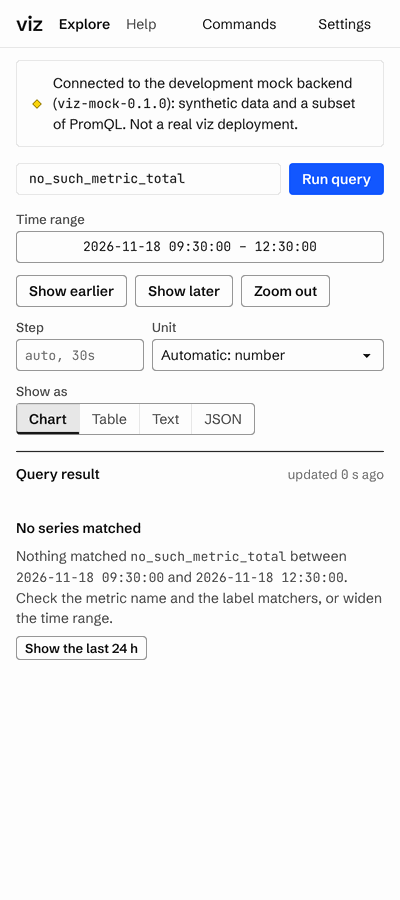 viz Explore Help Commands Settings
Connected to the development mock backend
(viz-mock-0.1.0): synthetic data and a subset
of PromQL. Not a real viz deployment.
no_such_metric_total Run query
Time range
2026-11-18 09:30:00 – 12:30:00
Show earlier Show later Zoom out
Step Unit
auto, 30s Automatic: number
Show as
Chart Table Text JSON
Query result updated 0 s ago
No series matched
Nothing matched no_such_metric_total between
2026-11-18 09:30:00 and 2026-11-18 12:30:00.
Check the metric name and the label matchers, or widen
the time range.
Show the last 24 h